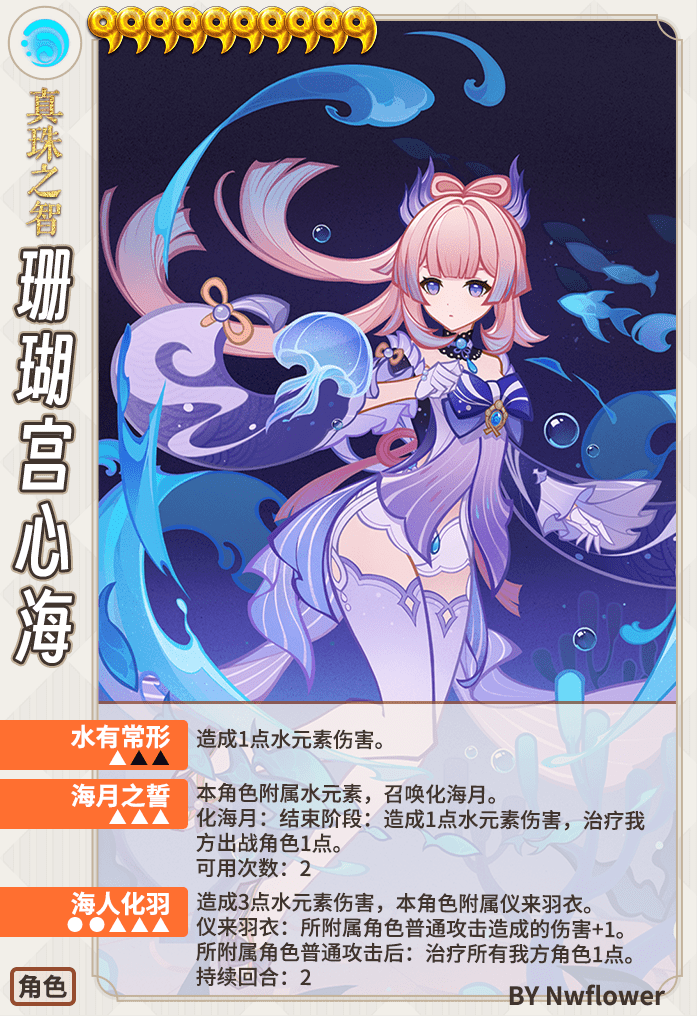 真珠之智
珊瑚宫心海
水有常形
造成1点水元素伤害。
海月之誓
本角色附属水元素，召唤化海月。
化海月：结束阶段：造成1点水元素伤害，治疗我
方出战角色1点。
可用次数：2
海人化羽
造成3点水元素伤害，本角色附属仪来羽衣。
仪来羽衣：所附属角色普通攻击造成的伤害+1。
所附属角色普通攻击后：治疗所有我方角色1点。
持续回合：2
角色
BY Nwflower